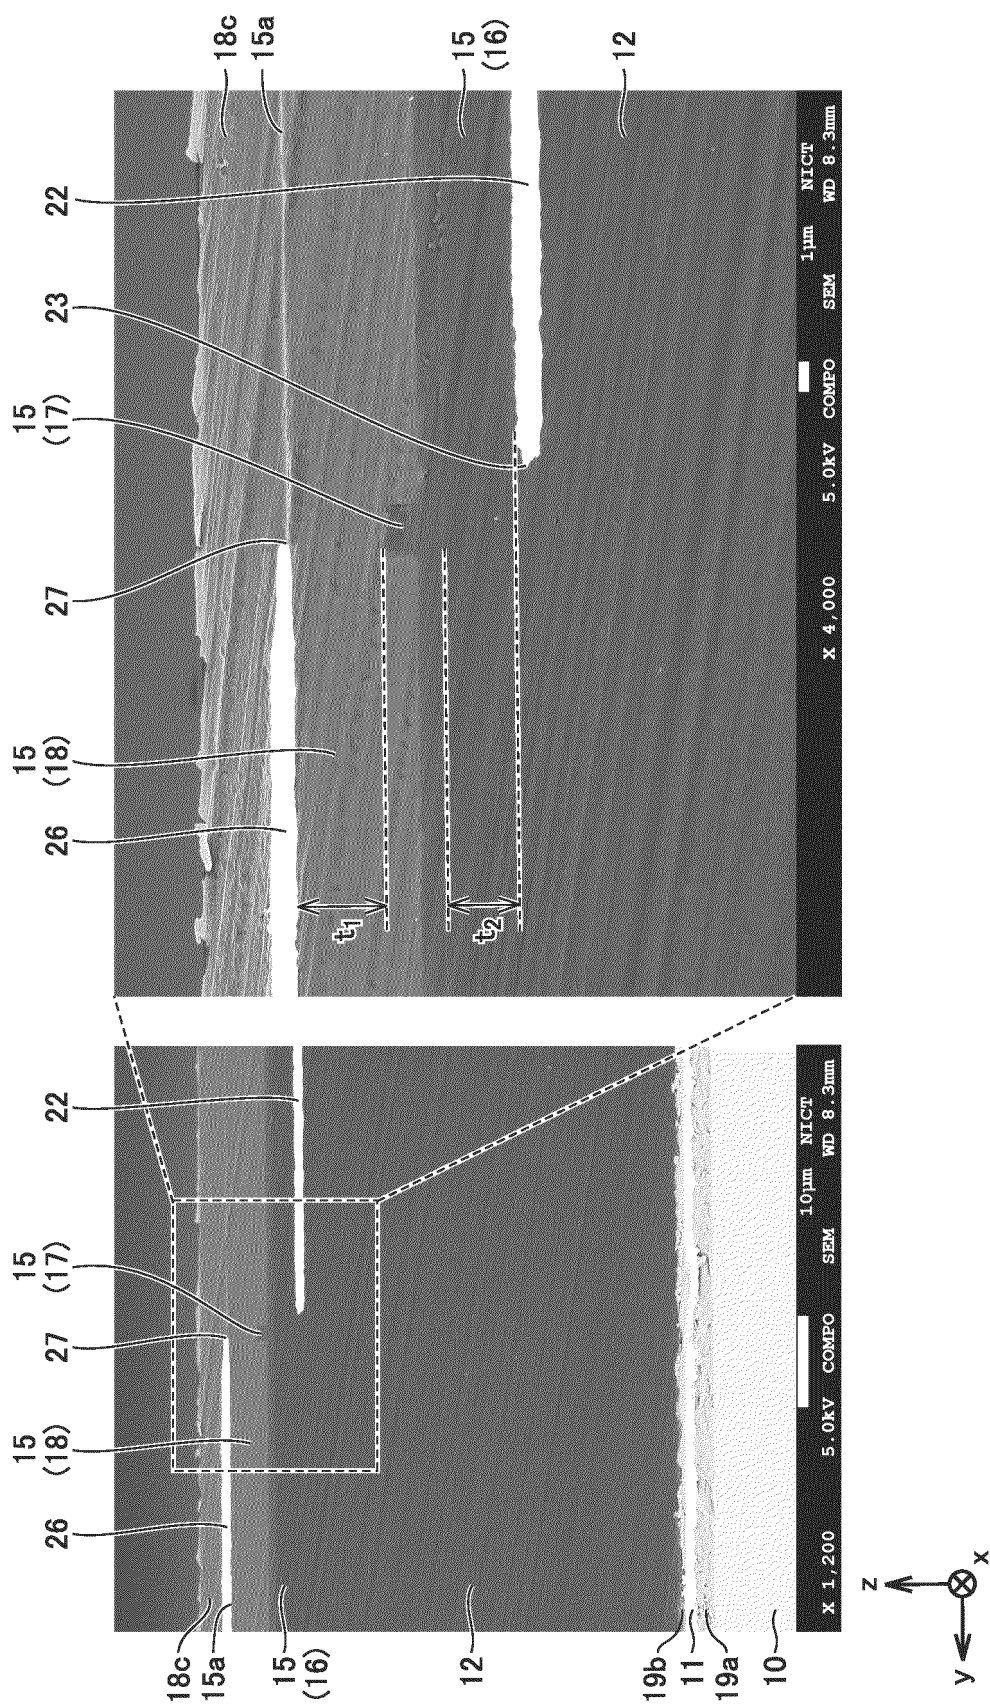 18c
15a
22
23
15
(17)
27
15
(18)
26
15
(16)
12
t1
t2
X 4,000 5.0kV COMPO SEM 1μm NICT WD 8.3mm
22
15
(17)
27
15
(18)
26
18c
15a
15
(16)
12
19b
11
19a
10
X 1,200 5.0kV COMPO SEM 10μm NICT WD 8.3mm
z
x
y